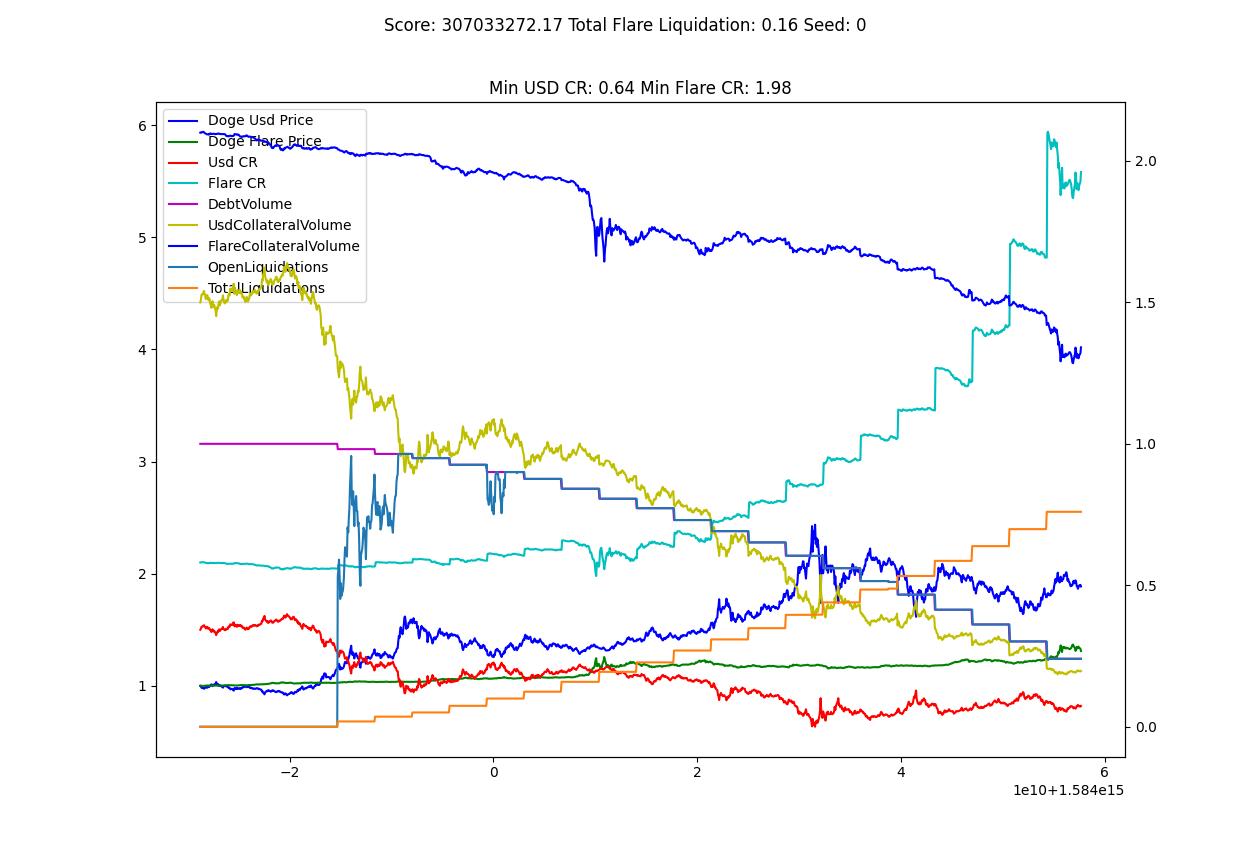 Score: 307033272.17 Total Flare Liquidation: 0.16 Seed: 0
Min USD CR: 0.64 Min Flare CR: 1.98
Doge Usd Price
Doge Flare Price
Usd CR
Flare CR
DebtVolume
UsdCollateralVolume
FlareCollateralVolume
OpenLiquidations
TotalLiquidations
6
5
4
3
2
1
2.0
1.5
1.0
0.5
0.0
−2
0
2
4
6
1e10+1.584e15